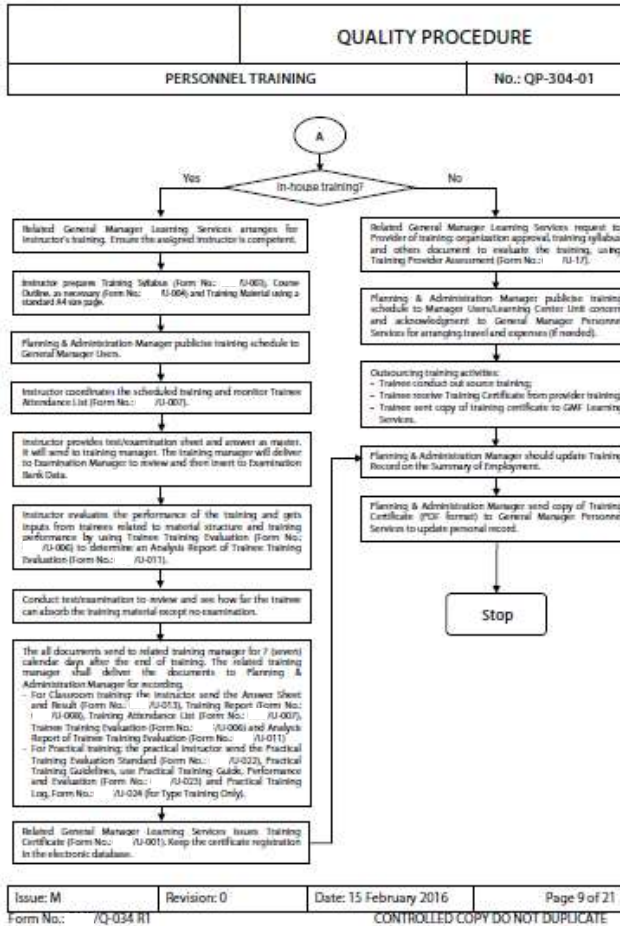 QUALITY PROCEDURE
PERSONNEL TRAINING
No.: QP-304-01
A
In-house training?
Yes
No
Related General Manager Learning Services arranges for
instructor's training. Ensure the assigned instructor is competent.
Instructor prepares Training Syllabus (Form No.: /U-003), Course
Outline, as necessary (Form No.: /U-004) and Training Material using a
standard A4 size page.
Planning & Administration Manager publicise training schedule to
General Manager Users.
Instructor coordinates the scheduled training and monitor Trainee
Attendance List (Form No.: /U-007).
Instructor provides test/examination sheet and answer as master.
It will send to training manager. The training manager will deliver
to Examination Manager to review and then insert to Examination
Bank Data.
Instructor evaluates the performance of the training and gets
inputs from trainees related to material structure and training
performance by using Trainee Training Evaluation (Form No.:
/U-006) to determine an Analysis Report of Trainee Training
Evaluation (Form No.: /U-011).
Conduct test/examination to review and see how far the trainee
can absorb the training material except no examination.
The all documents send to related training manager for 7 (seven)
calendar days after the end of training. The related training
manager shall deliver the documents to Planning &
Administration Manager for recording.
- For Classroom training: the instructor send the Answer Sheet
and Result (Form No.: /U-013), Training Report (Form No.:
/U-008), Training Attendance List (Form No.: /U-007),
Trainee Training Evaluation (Form No.: /U-006) and Analysis
Report of Trainee Training Evaluation (Form No.: /U-011)
- For Practical training: the practical instructor send the Practical
Training Evaluation Standard (Form No.: /U-022), Practical
Training Guidelines, use Practical Training Guide, Performance
and Evaluation (Form No.: /U-023) and Practical Training
Log, Form No.: /U-024 (for Type Training Only).
Related General Manager Learning Services issues Training
Certificate (Form No.: /U-001). Keep the certificate registration
in the electronic database.
Related General Manager Learning Services request to
Provider of training: organization approval, training syllabus
and others document to evaluate the training, using
Training Provider Assessment (Form No.: /U-17).
Planning & Administration Manager publicise training
schedule to Manager Users/Learning Center Unit concern
and acknowledgment to General Manager Personne
Services for arranging travel and expenses (if needed).
Outsourcing training activities:
- Trainee conduct out source training;
- Trainee receive Training Certificate from provider training;
- Trainee sent copy of training certificate to GMF Learning
Services.
Planning & Administration Manager should update Training
Record on the Summary of Employment.
Planning & Administration Manager send copy of Training
Certificate (PDF format) to General Manager Personne
Services to update personal record.
Stop
Issue: M
Revision: 0
Date: 15 February 2016
Page 9 of 21
Form No.: /Q-034 R1
CONTROLLED COPY DO NOT DUPLICATE